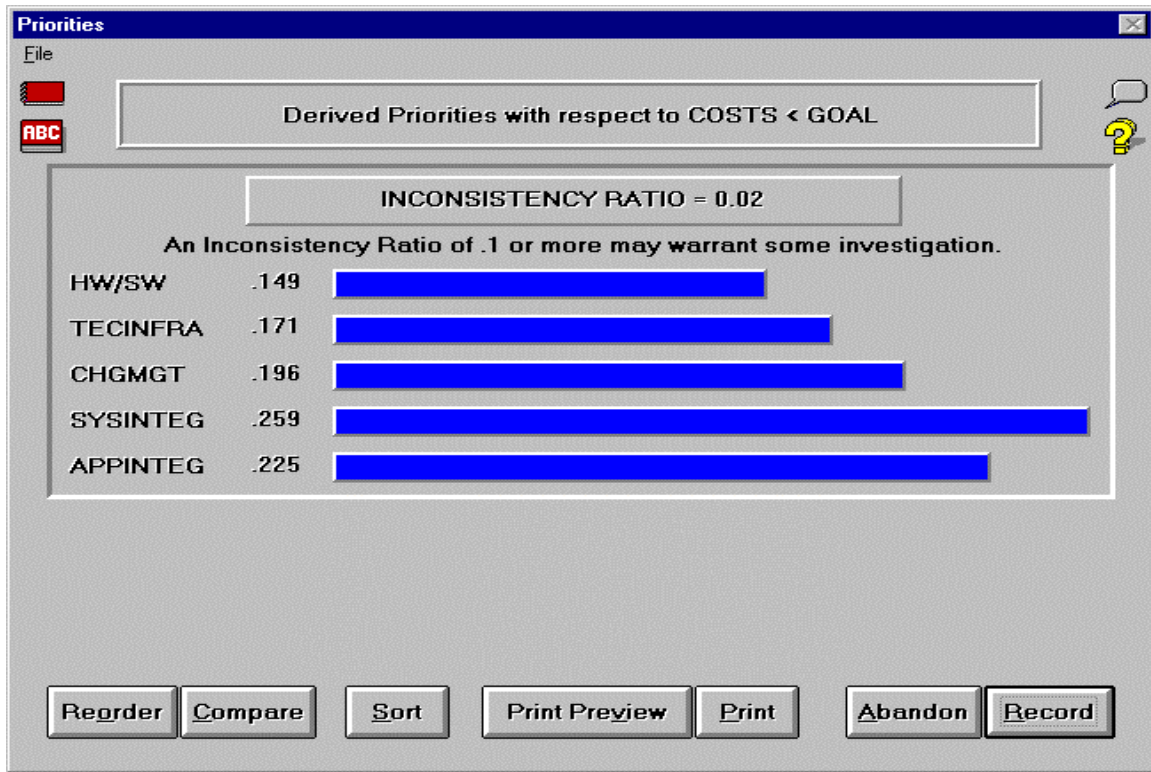 Priorities
File
ABC
Derived Priorities with respect to COSTS < GOAL
INCONSISTENCY RATIO = 0.02
An Inconsistency Ratio of .1 or more may warrant some investigation.
HW/SW .149
TECINFRA .171
CHGMGT .196
SYSINTEG .259
APPINTEG .225
Reorder Compare Sort Print Preview Print Abandon Record